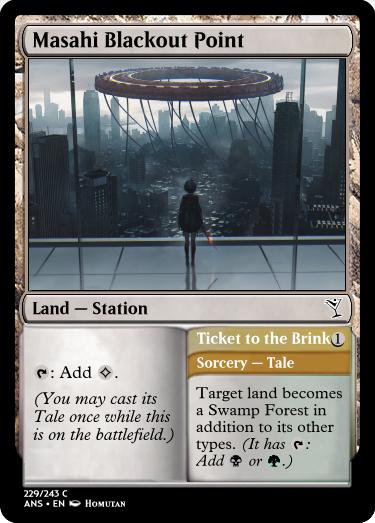 Masahi Blackout Point
Land — Station
: Add .
(You may cast its
Tale once while this
is on the battlefield.)
Ticket to the Brink 1
Sorcery — Tale
Target land becomes
a Swamp Forest in
addition to its other
types. (It has :
Add or .)
229/243 C
ANS • EN Homutan